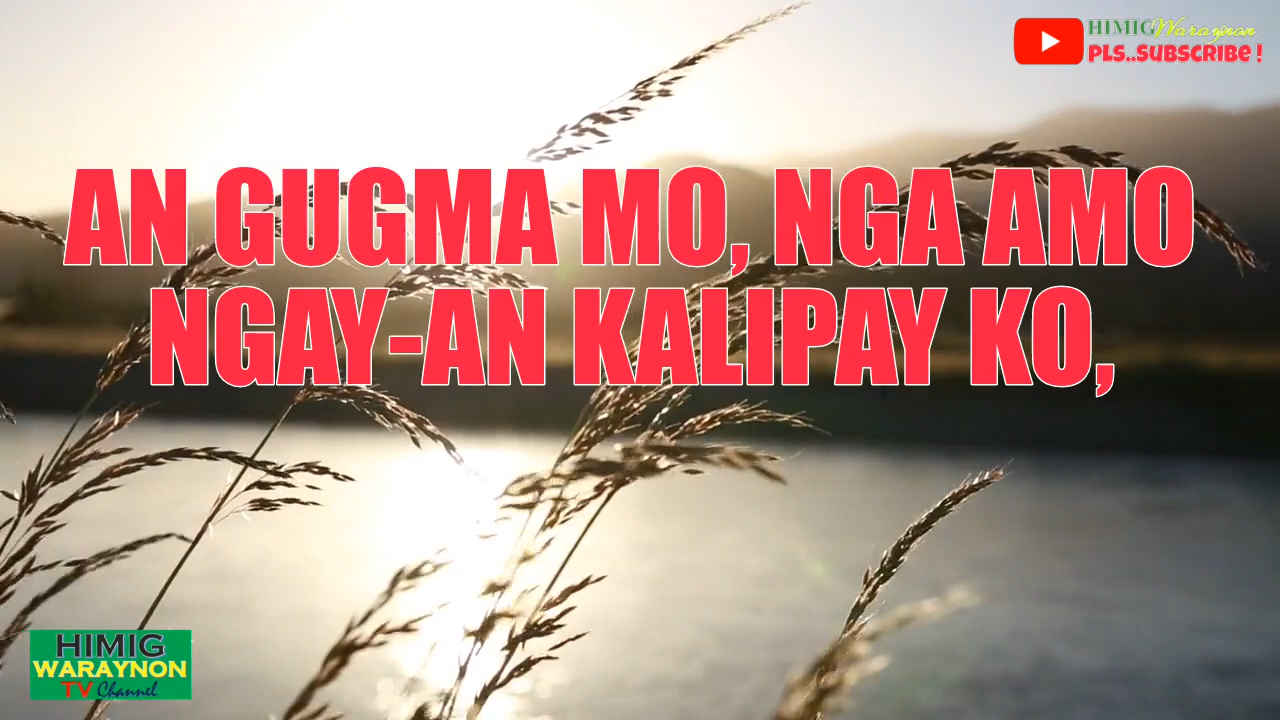 HIMIG Waraynon
PLS..SUBSCRIBE !
AN GUGMA MO, NGA AMO
NGAY-AN KALIPAY KO,
HIMIG
WARAYNON
TV Channel